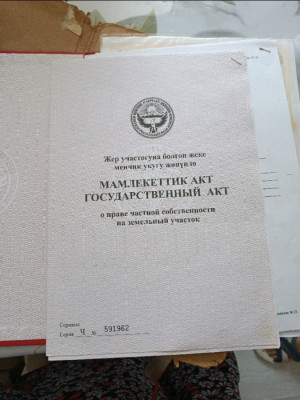 Жер участогуна болгон жеке
менчик укугу жөнүндө
МАМЛЕКЕТТИК АКТ
ГОСУДАРСТВЕННЫЙ АКТ
о праве частной собственности
на земельный участок
Сериясы
Серия Ч № 591962